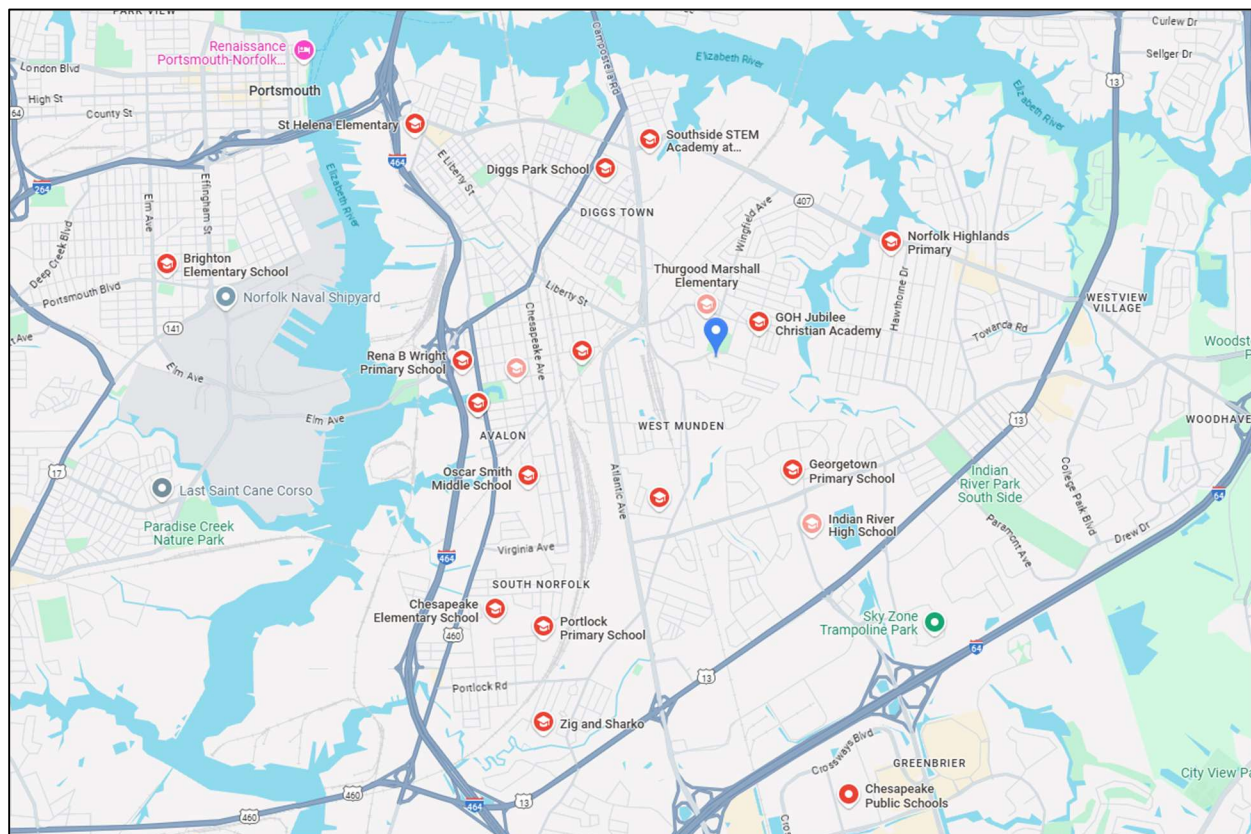 PARK VIEW
Renaissance
Portsmouth-Norfolk...
London Blvd
High St
County St
Portsmouth
64
264
St Helena Elementary
464
E Liberty St
Campostella Rd
Elizabeth River
Southside STEM
Academy at...
Diggs Park School
DIGGS TOWN
Elizabeth River
13
Curlew Dr
Sellger Dr
Elizabeth River
407
Wingfield Ave
Norfolk Highlands
Primary
Deep Creek Blvd
Elm Ave
Effingham St
Brighton
Elementary School
Portsmouth Blvd
Norfolk Naval Shipyard
141
Elm Ave
Elm Ave
Liberty St
Chesapeake Ave
Thurgood Marshall
Elementary
GOH Jubilee
Christian Academy
Hawthorne Dr
WESTVIEW
VILLAGE
Towanda Rd
Woodst
Rena B Wright
Primary School
AVALON
WEST MUNDEN
13
WOODHAVE
64
17
Last Saint Cane Corso
Paradise Creek
Nature Park
Oscar Smith
Middle School
Atlantic Ave
Georgetown
Primary School
Indian
River Park
South Side
College Park Blvd
Indian River
High School
Paramont Ave
Drew Dr
Virginia Ave
464
SOUTH NORFOLK
Chesapeake
Elementary School
460
Portlock
Primary School
Sky Zone
Trampoline Park
64
Portlock Rd
13
Zig and Sharko
Crossways Blvd
GREENBRIER
City View Pa
Chesapeake
Public Schools
460
460
464
13